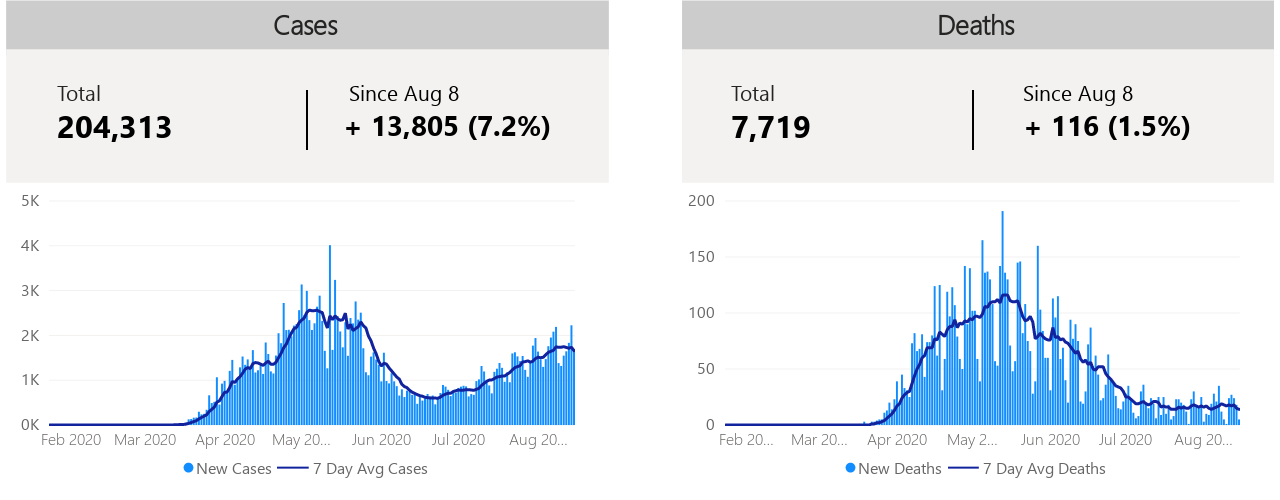 Cases
Total
Since Aug 8
204,313
+ 13,805 (7.2%)
5K
4K
3K
2K
1K
0K
Feb 2020 Mar 2020 Apr 2020 May 20... Jun 2020 Jul 2020 Aug 20...
New Cases 7 Day Avg Cases
Deaths
Total
Since Aug 8
7,719
+ 116 (1.5%)
200
150
100
50
0
Feb 20... Mar 20... Apr 2020 May 2... Jun 2020 Jul 2020 Aug 20...
New Deaths 7 Day Avg Deaths